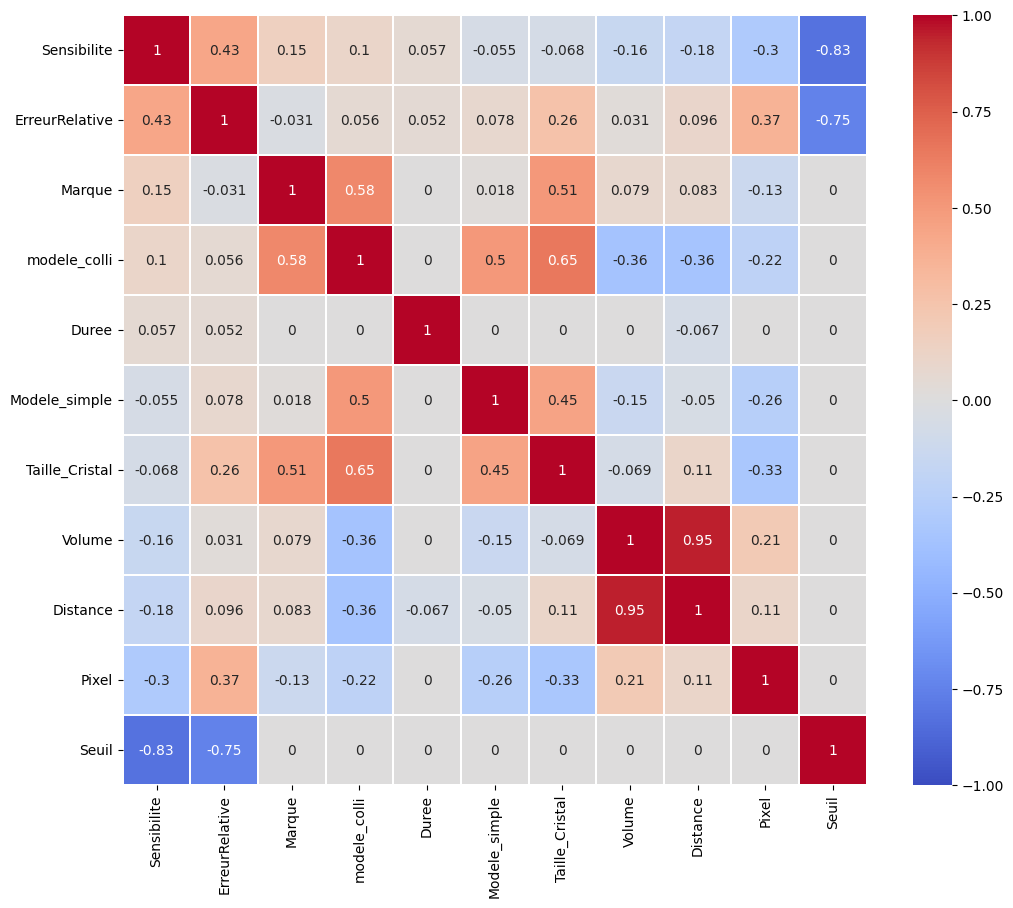 Sensibilite 1 0.43 0.15 0.1 0.057 -0.055 -0.068 -0.16 -0.18 -0.3 -0.83
ErreurRelative 0.43 1 -0.031 0.056 0.052 0.078 0.26 0.031 0.096 0.37 -0.75
Marque 0.15 -0.031 1 0.58 0 0.018 0.51 0.079 0.083 -0.13 0
modele_colli 0.1 0.056 0.58 1 0 0.5 0.65 -0.36 -0.36 -0.22 0
Duree 0.057 0.052 0 0 1 0 0 0 -0.067 0 0
Modele_simple -0.055 0.078 0.018 0.5 0 1 0.45 -0.15 -0.05 -0.26 0
Taille_Cristal -0.068 0.26 0.51 0.65 0 0.45 1 -0.069 0.11 -0.33 0
Volume -0.16 0.031 0.079 -0.36 0 -0.15 -0.069 1 0.95 0.21 0
Distance -0.18 0.096 0.083 -0.36 -0.067 -0.05 0.11 0.95 1 0.11 0
Pixel -0.3 0.37 -0.13 -0.22 0 -0.26 -0.33 0.21 0.11 1 0
Seuil -0.83 -0.75 0 0 0 0 0 0 0 0 1
Sensibilite
ErreurRelative
Marque
modele_colli
Duree
Modele_simple
Taille_Cristal
Volume
Distance
Pixel
Seuil
1.00
0.75
0.50
0.25
0.00
−0.25
−0.50
−0.75
−1.00